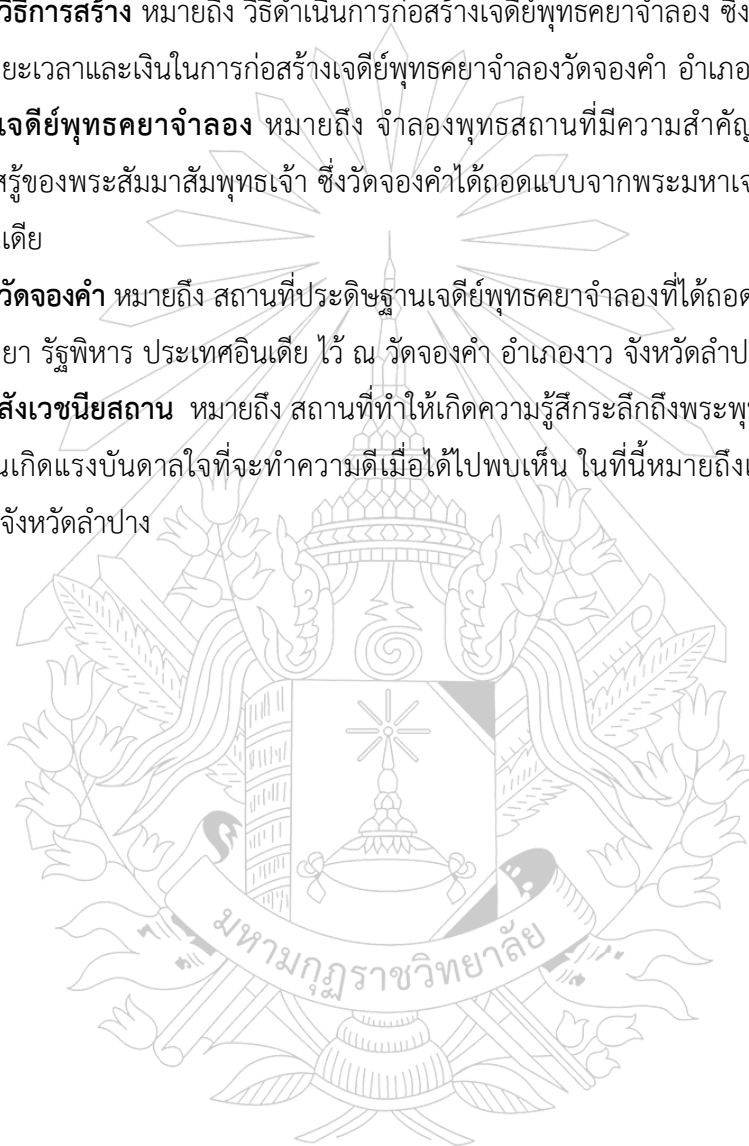 วิธีการสร้าง หมายถึง วิธีดำเนินการก่อสร้างเจดีย์พุทธคยาจำลอง ซึ่ง
ยะเวลาและเงินในการก่อสร้างเจดีย์พุทธคยาจำลองวัดจองคำ อำเภอ
เจดีย์พุทธคยาจำลอง หมายถึง จำลองพุทธสถานที่มีความสำคัญ
สรู้ของพระสัมมาสัมพุทธเจ้า ซึ่งวัดจองคำได้ถอดแบบจากพระมหาเจ
นเดีย
วัดจองคำ หมายถึง สถานที่ประดิษฐานเจดีย์พุทธคยาจำลองที่ได้ถอด
ยา รัฐพิหาร ประเทศอินเดีย ไว้ ณ วัดจองคำ อำเภองาว จังหวัดลำป
สังเวชนียสถาน หมายถึง สถานที่ทำให้เกิดความรู้สึกระลึกถึงพระพุ
นเกิดแรงบันดาลใจที่จะทำความดีเมื่อได้ไปพบเห็น ในที่นี้หมายถึงเ
จังหวัดลำปาง
มหามกุฏราชวิทยาลัย